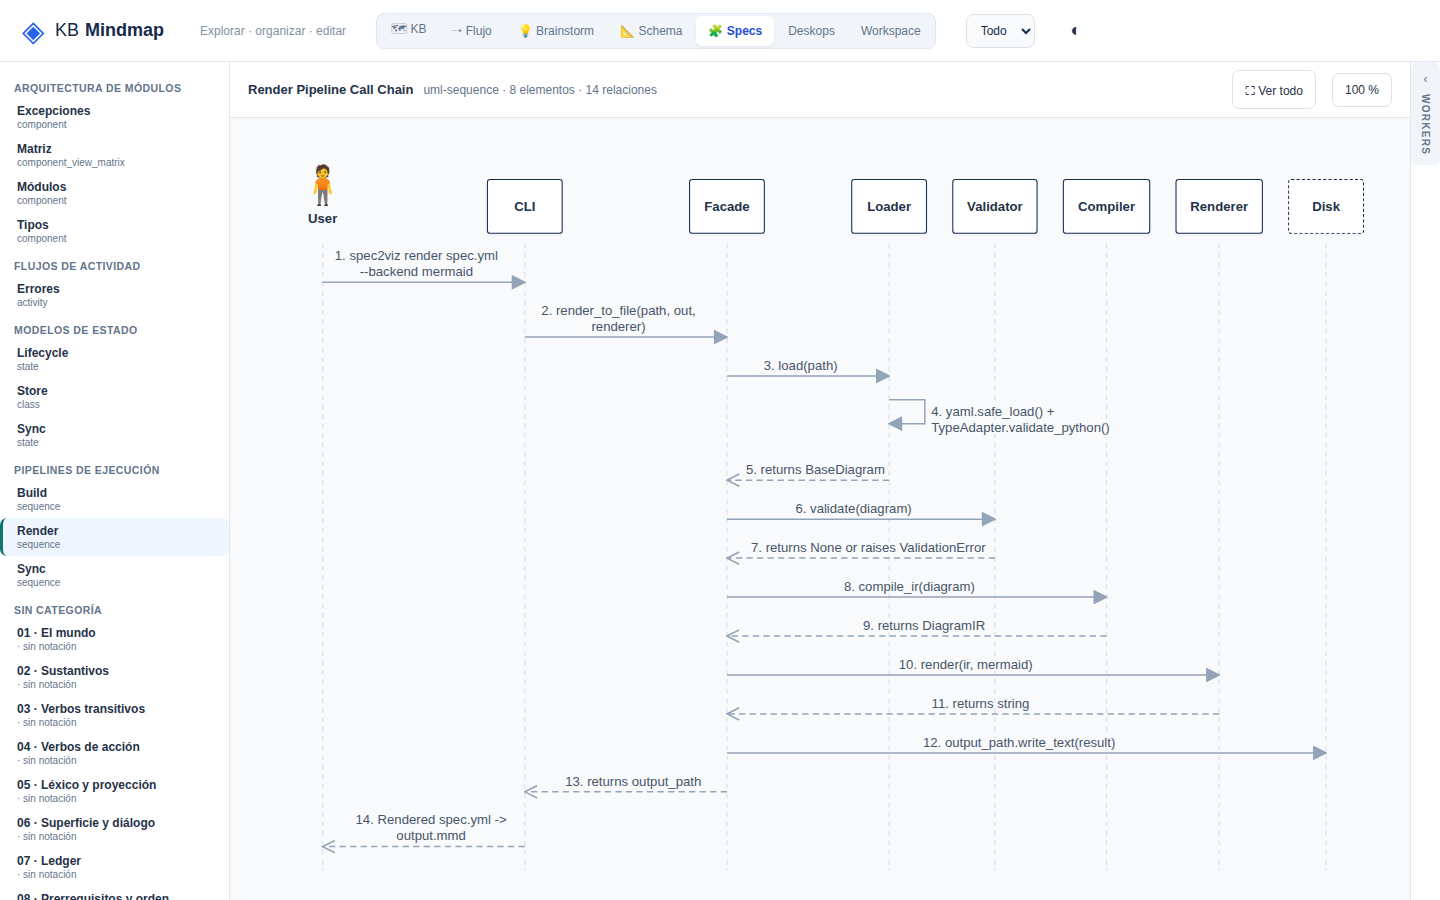 KB Mindmap
Explorar · organizar · editar
KB
Flujo
Brainstorm
Schema
Specs
Deskops
Workspace
Todo
ARQUITECTURA DE MÓDULOS
Excepciones
component
Matriz
component_view_matrix
Módulos
component
Tipos
component
FLUJOS DE ACTIVIDAD
Errores
activity
MODELOS DE ESTADO
Lifecycle
state
Store
class
Sync
state
PIPELINES DE EJECUCIÓN
Build
sequence
Render
sequence
Sync
sequence
SIN CATEGORÍA
01 · El mundo
· sin notación
02 · Sustantivos
· sin notación
03 · Verbos transitivos
· sin notación
04 · Verbos de acción
· sin notación
05 · Léxico y proyección
· sin notación
06 · Superficie y diálogo
· sin notación
07 · Ledger
· sin notación
08 · Prerrequisitos y orden
Render Pipeline Call Chain
uml-sequence · 8 elementos · 14 relaciones
Ver todo
100 %
WORKERS
User
CLI
Facade
Loader
Validator
Compiler
Renderer
Disk
1. spec2viz render spec.yml
--backend mermaid
2. render_to_file(path, out,
renderer)
3. load(path)
4. yaml.safe_load() +
TypeAdapter.validate_python()
5. returns BaseDiagram
6. validate(diagram)
7. returns None or raises ValidationError
8. compile_ir(diagram)
9. returns DiagramIR
10. render(ir, mermaid)
11. returns string
12. output_path.write_text(result)
13. returns output_path
14. Rendered spec.yml ->
output.mmd